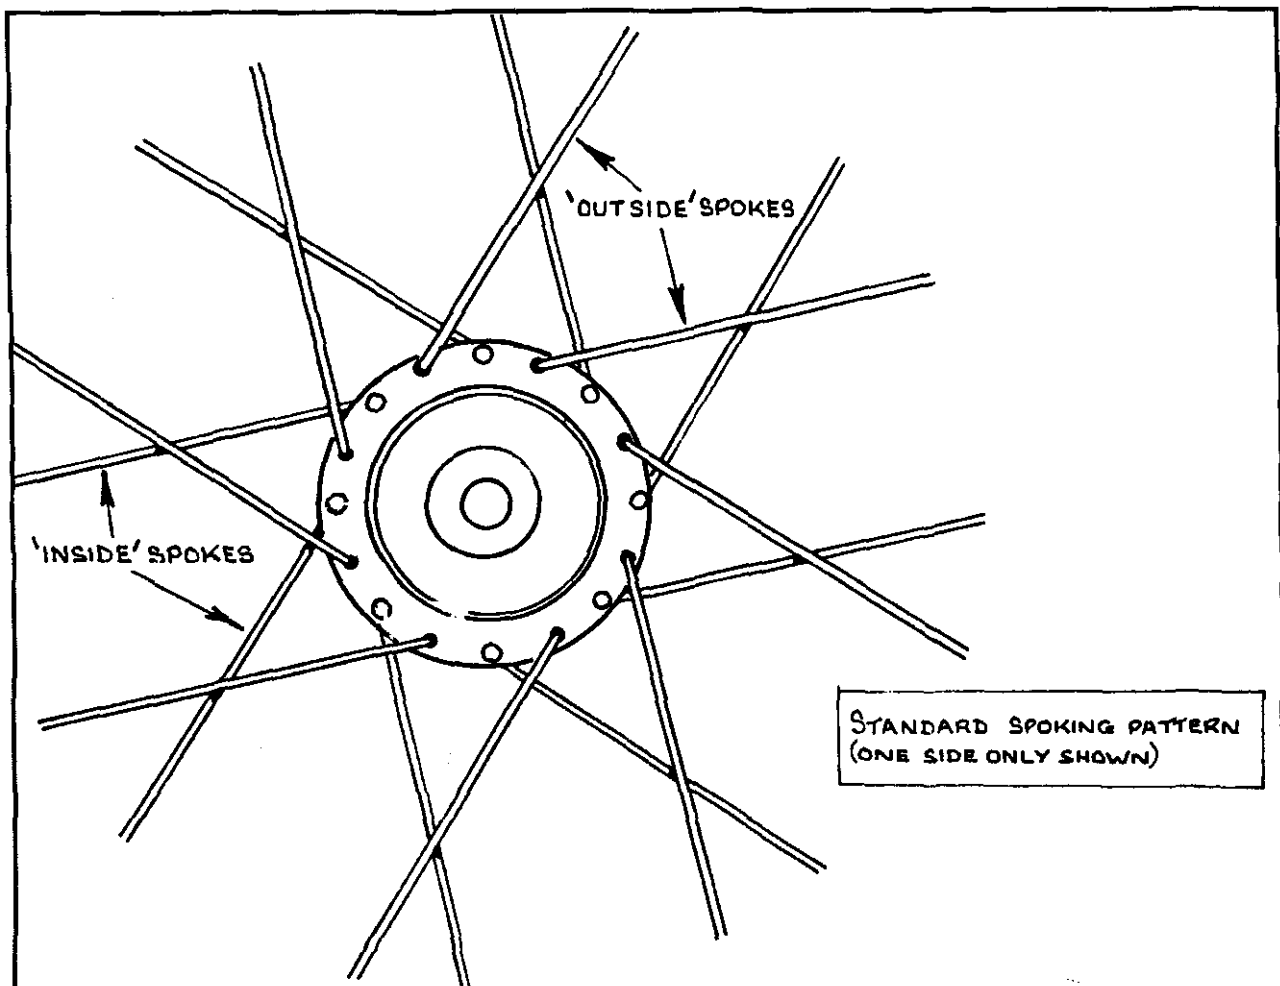 'OUTSIDE' SPOKES
'INSIDE' SPOKES
STANDARD SPOKING PATTERN
(ONE SIDE ONLY SHOWN)